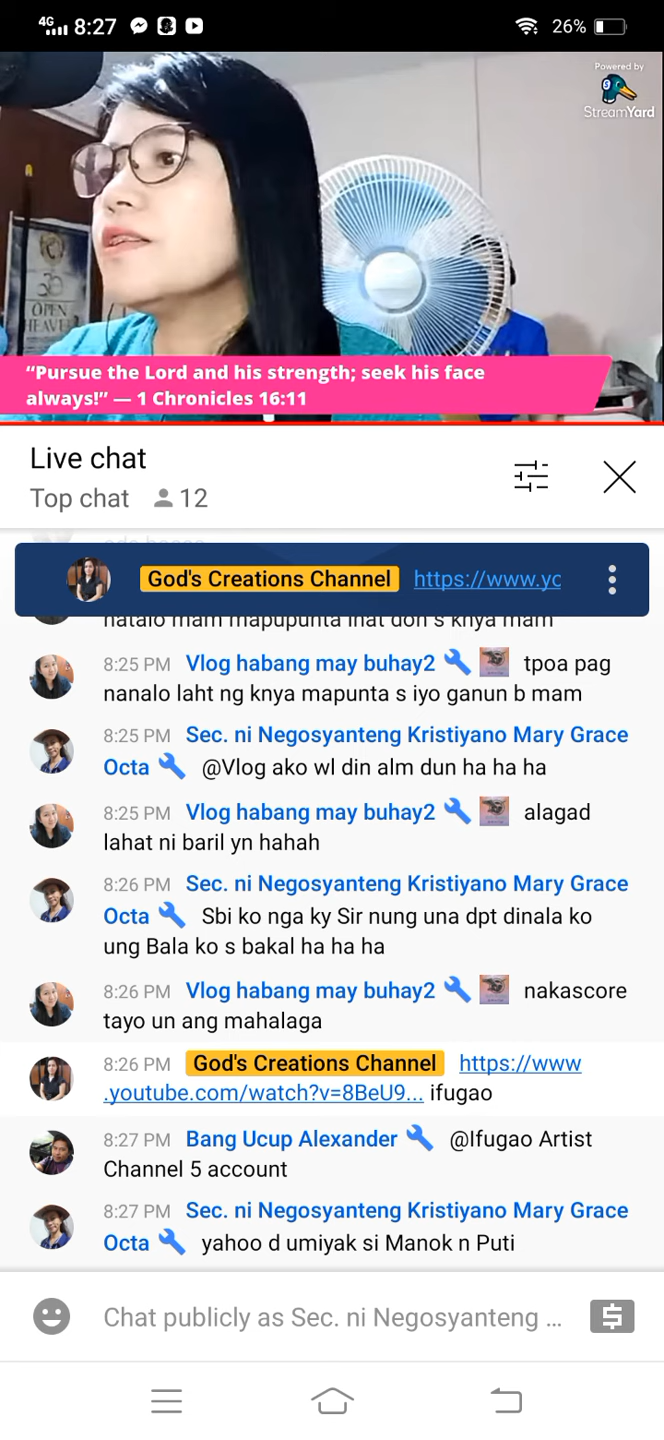 4G 8:27 26%
Powered by
StreamYard
OPEN
HEAVEN
“Pursue the Lord and his strength; seek his face
always!” — 1 Chronicles 16:11
Live chat
Top chat 12
God's Creations Channel https://www.yc
natalo mam mapupunta lhat don s knya mam
8:25 PM Vlog habang may buhay2 tpoa pag
nanalo laht ng knya mapunta s iyo ganun b mam
8:25 PM Sec. ni Negosyanteng Kristiyano Mary Grace
Octa @Vlog ako wl din alm dun ha ha ha
8:25 PM Vlog habang may buhay2 alagad
lahat ni baril yn hahah
8:26 PM Sec. ni Negosyanteng Kristiyano Mary Grace
Octa Sbi ko nga ky Sir nung una dpt dinala ko
ung Bala ko s bakal ha ha ha
8:26 PM Vlog habang may buhay2 nakascore
tayo un ang mahalaga
8:26 PM God's Creations Channel https://www
.youtube.com/watch?v=8BeU9... ifugao
8:27 PM Bang Ucup Alexander @Ifugao Artist
Channel 5 account
8:27 PM Sec. ni Negosyanteng Kristiyano Mary Grace
Octa yahoo d umiyak si Manok n Puti
Chat publicly as Sec. ni Negosyanteng ...